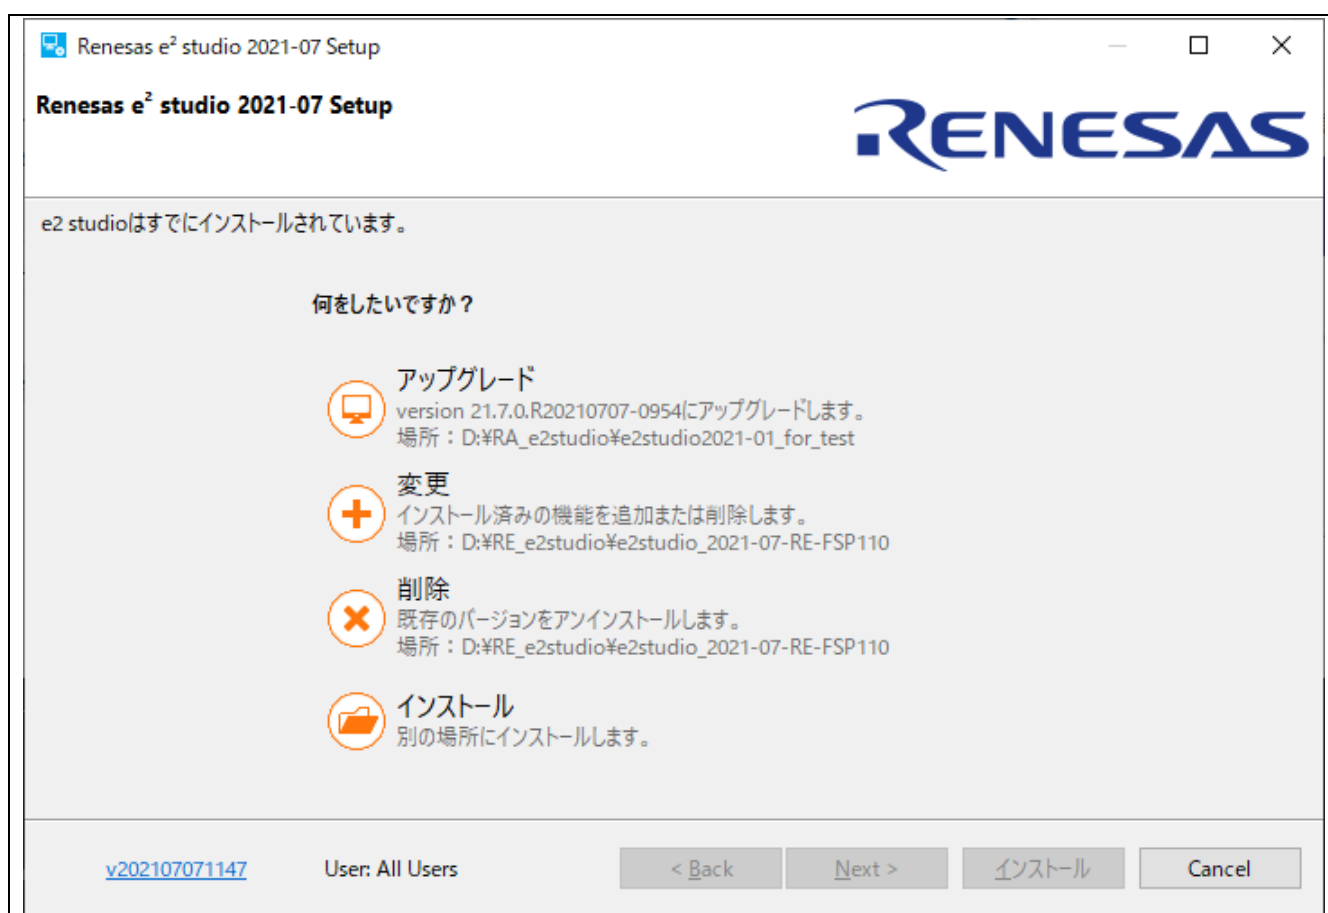 Renesas e² studio 2021-07 Setup
Renesas e² studio 2021-07 Setup
RENESAS
e2 studioはすでにインストールされています。
何をしたいですか？
アップグレード
version 21.7.0.R20210707-0954にアップグレードします。
場所：D:¥RA_e2studio¥e2studio2021-01_for_test
変更
インストール済みの機能を追加または削除します。
場所：D:¥RE_e2studio¥e2studio_2021-07-RE-FSP110
削除
既存のバージョンをアンインストールします。
場所：D:¥RE_e2studio¥e2studio_2021-07-RE-FSP110
インストール
別の場所にインストールします。
v202107071147 User: All Users < Back Next > インストール Cancel